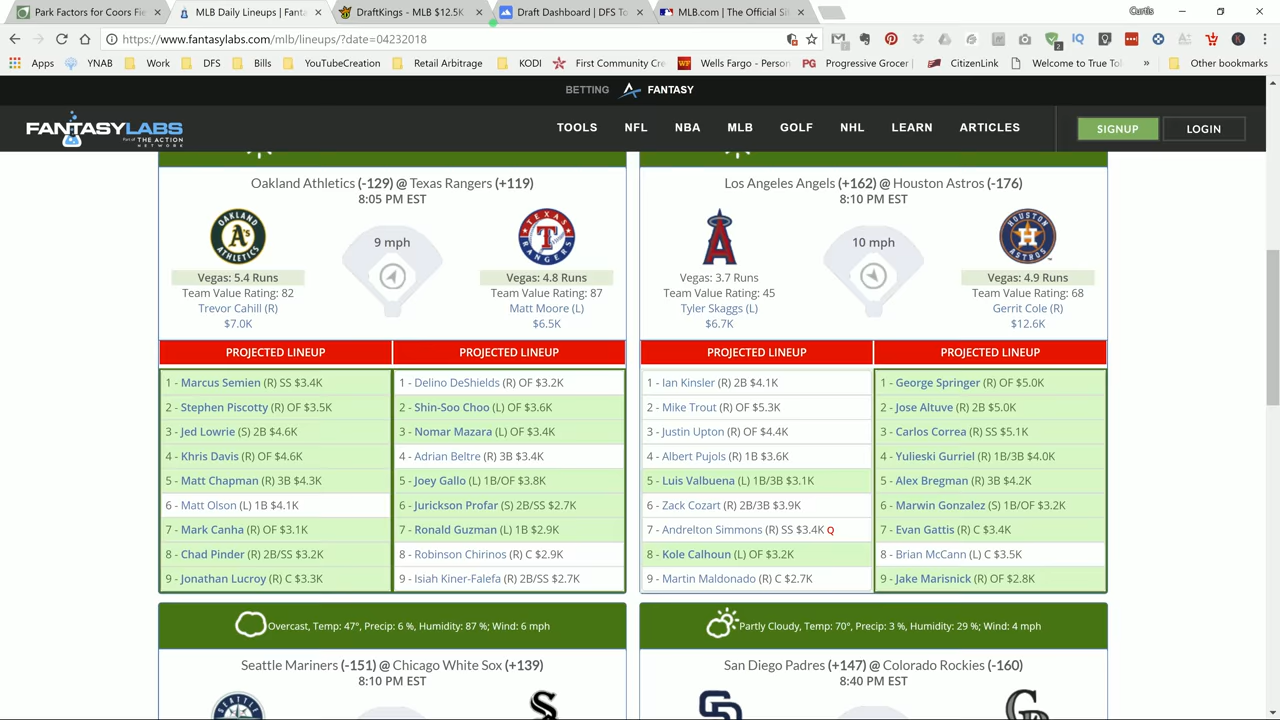 Park Factors for Coors Fie
MLB Daily Lineups | Fanta
DraftKings - MLB $12.5K
Draft Dashboard | DFS To
MLB.com | The Official Si
Curtis
https://www.fantasylabs.com/mlb/lineups/?date=04232018
Apps
YNAB
Work
DFS
Bills
YouTubeCreation
Retail Arbitrage
KODI
First Community Cre
Wells Fargo - Person
Progressive Grocer |
CitizenLink
Welcome to True Tol
Other bookmarks
BETTING
FANTASY
FANTASYLABS
Part of THE ACTION NETWORK
TOOLS NFL NBA MLB GOLF NHL LEARN ARTICLES
SIGNUP
LOGIN
Oakland Athletics (-129) @ Texas Rangers (+119)
8:05 PM EST
OAKLAND ATHLETICS
A's
9 mph
TEXAS RANGERS
T
Vegas: 5.4 Runs
Team Value Rating: 82
Trevor Cahill (R)
$7.0K
Vegas: 4.8 Runs
Team Value Rating: 87
Matt Moore (L)
$6.5K
PROJECTED LINEUP
1 - Marcus Semien (R) SS $3.4K
2 - Stephen Piscotty (R) OF $3.5K
3 - Jed Lowrie (S) 2B $4.6K
4 - Khris Davis (R) OF $4.6K
5 - Matt Chapman (R) 3B $4.3K
6 - Matt Olson (L) 1B $4.1K
7 - Mark Canha (R) OF $3.1K
8 - Chad Pinder (R) 2B/SS $3.2K
9 - Jonathan Lucroy (R) C $3.3K
PROJECTED LINEUP
1 - Delino DeShields (R) OF $3.2K
2 - Shin-Soo Choo (L) OF $3.6K
3 - Nomar Mazara (L) OF $3.4K
4 - Adrian Beltre (R) 3B $3.4K
5 - Joey Gallo (L) 1B/OF $3.8K
6 - Jurickson Profar (S) 2B/SS $2.7K
7 - Ronald Guzman (L) 1B $2.9K
8 - Robinson Chirinos (R) C $2.9K
9 - Isiah Kiner-Falefa (R) 2B/SS $2.7K
Los Angeles Angels (+162) @ Houston Astros (-176)
8:10 PM EST
A
10 mph
HOUSTON ASTROS
H
Vegas: 3.7 Runs
Team Value Rating: 45
Tyler Skaggs (L)
$6.7K
Vegas: 4.9 Runs
Team Value Rating: 68
Gerrit Cole (R)
$12.6K
PROJECTED LINEUP
1 - Ian Kinsler (R) 2B $4.1K
2 - Mike Trout (R) OF $5.3K
3 - Justin Upton (R) OF $4.4K
4 - Albert Pujols (R) 1B $3.6K
5 - Luis Valbuena (L) 1B/3B $3.1K
6 - Zack Cozart (R) 2B/3B $3.9K
7 - Andrelton Simmons (R) SS $3.4K Q
8 - Kole Calhoun (L) OF $3.2K
9 - Martin Maldonado (R) C $2.7K
PROJECTED LINEUP
1 - George Springer (R) OF $5.0K
2 - Jose Altuve (R) 2B $5.0K
3 - Carlos Correa (R) SS $5.1K
4 - Yulieski Gurriel (R) 1B/3B $4.0K
5 - Alex Bregman (R) 3B $4.2K
6 - Marwin Gonzalez (S) 1B/OF $3.2K
7 - Evan Gattis (R) C $3.4K
8 - Brian McCann (L) C $3.5K
9 - Jake Marisnick (R) OF $2.8K
Overcast, Temp: 47°, Precip: 6 %, Humidity: 87 %; Wind: 6 mph
Seattle Mariners (-151) @ Chicago White Sox (+139)
8:10 PM EST
Partly Cloudy, Temp: 70°, Precip: 3 %, Humidity: 29 %; Wind: 4 mph
San Diego Padres (+147) @ Colorado Rockies (-160)
8:40 PM EST